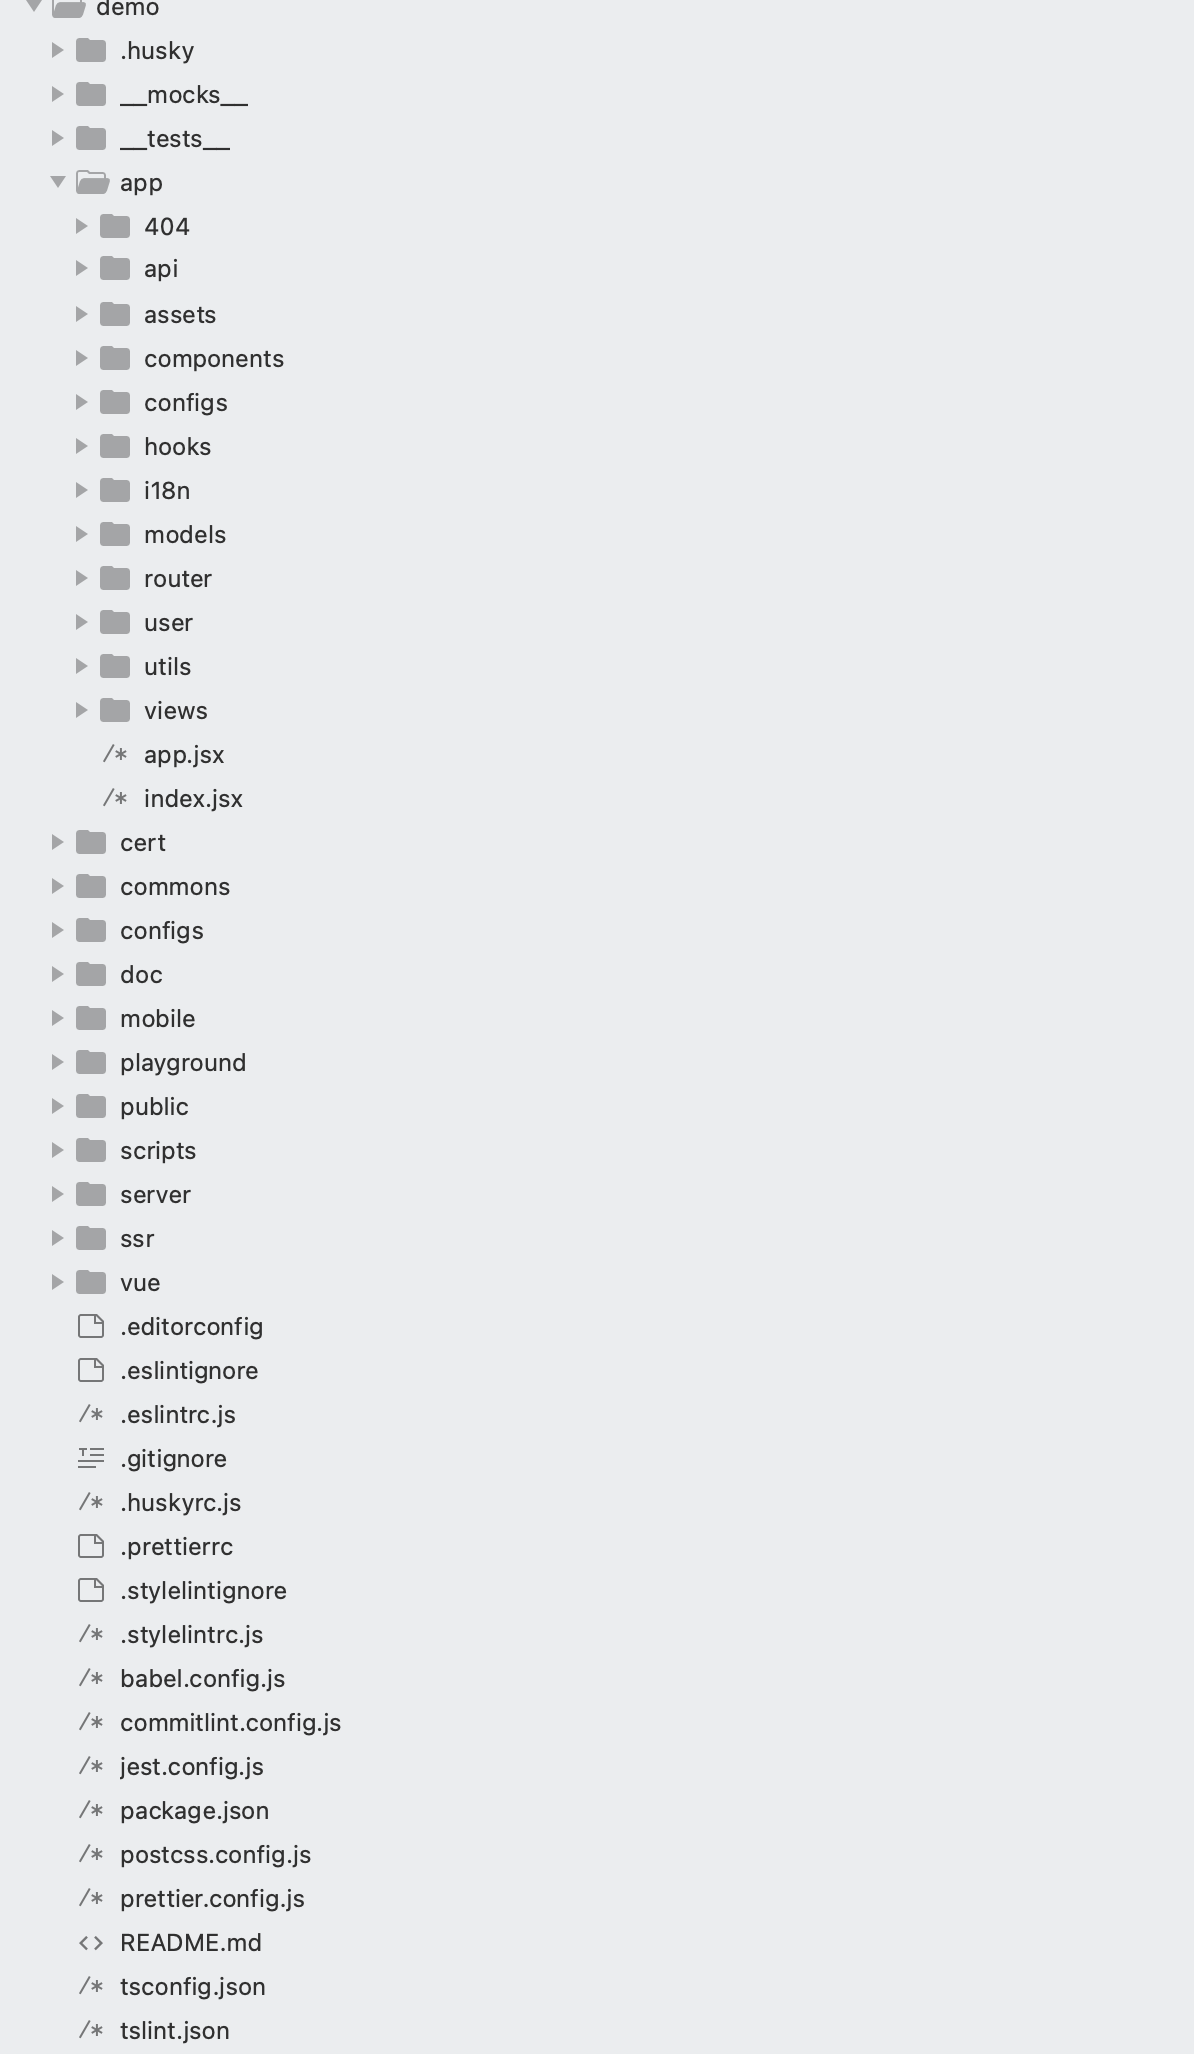 demo
.husky
__mocks__
__tests__
app
404
api
assets
components
configs
hooks
i18n
models
router
user
utils
views
/* app.jsx
/* index.jsx
cert
commons
configs
doc
mobile
playground
public
scripts
server
ssr
vue
.editorconfig
.eslintignore
/* .eslintrc.js
.gitignore
/* .huskyrc.js
.prettierrc
.stylelintignore
/* .stylelintrc.js
/* babel.config.js
/* commitlint.config.js
/* jest.config.js
/* package.json
/* postcss.config.js
/* prettier.config.js
<> README.md
/* tsconfig.json
/* tslint.json